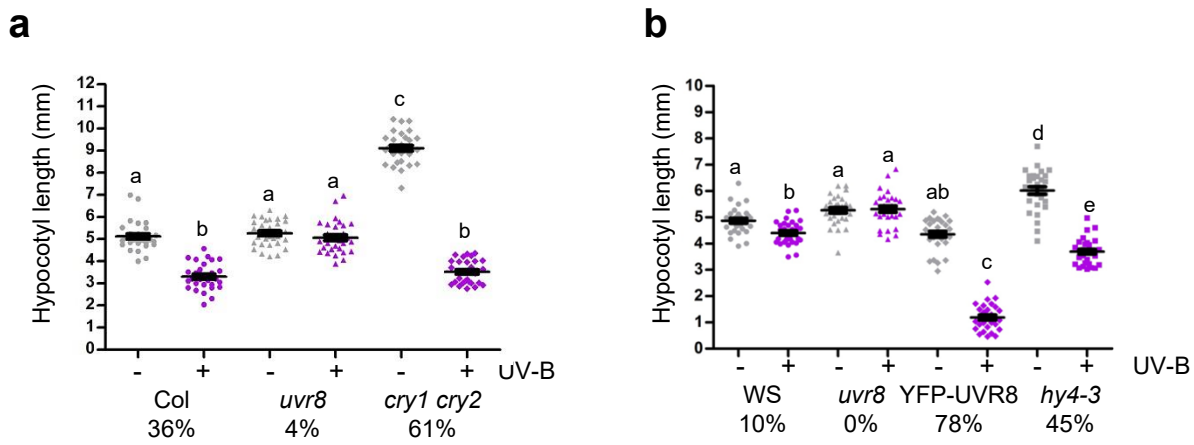 a
Hypocotyl length (mm)
12
11
10
9
8
7
6
5
4
3
2
1
0
a
b
a
a
c
b
- + - + - + UV-B
Col uvr8 cry1 cry2
36% 4% 61%
b
Hypocotyl length (mm)
10
9
8
7
6
5
4
3
2
1
0
a
b
a
a
ab
c
d
e
- + - + - + - + UV-B
WS uvr8 YFP-UVR8 hy4-3
10% 0% 78% 45%